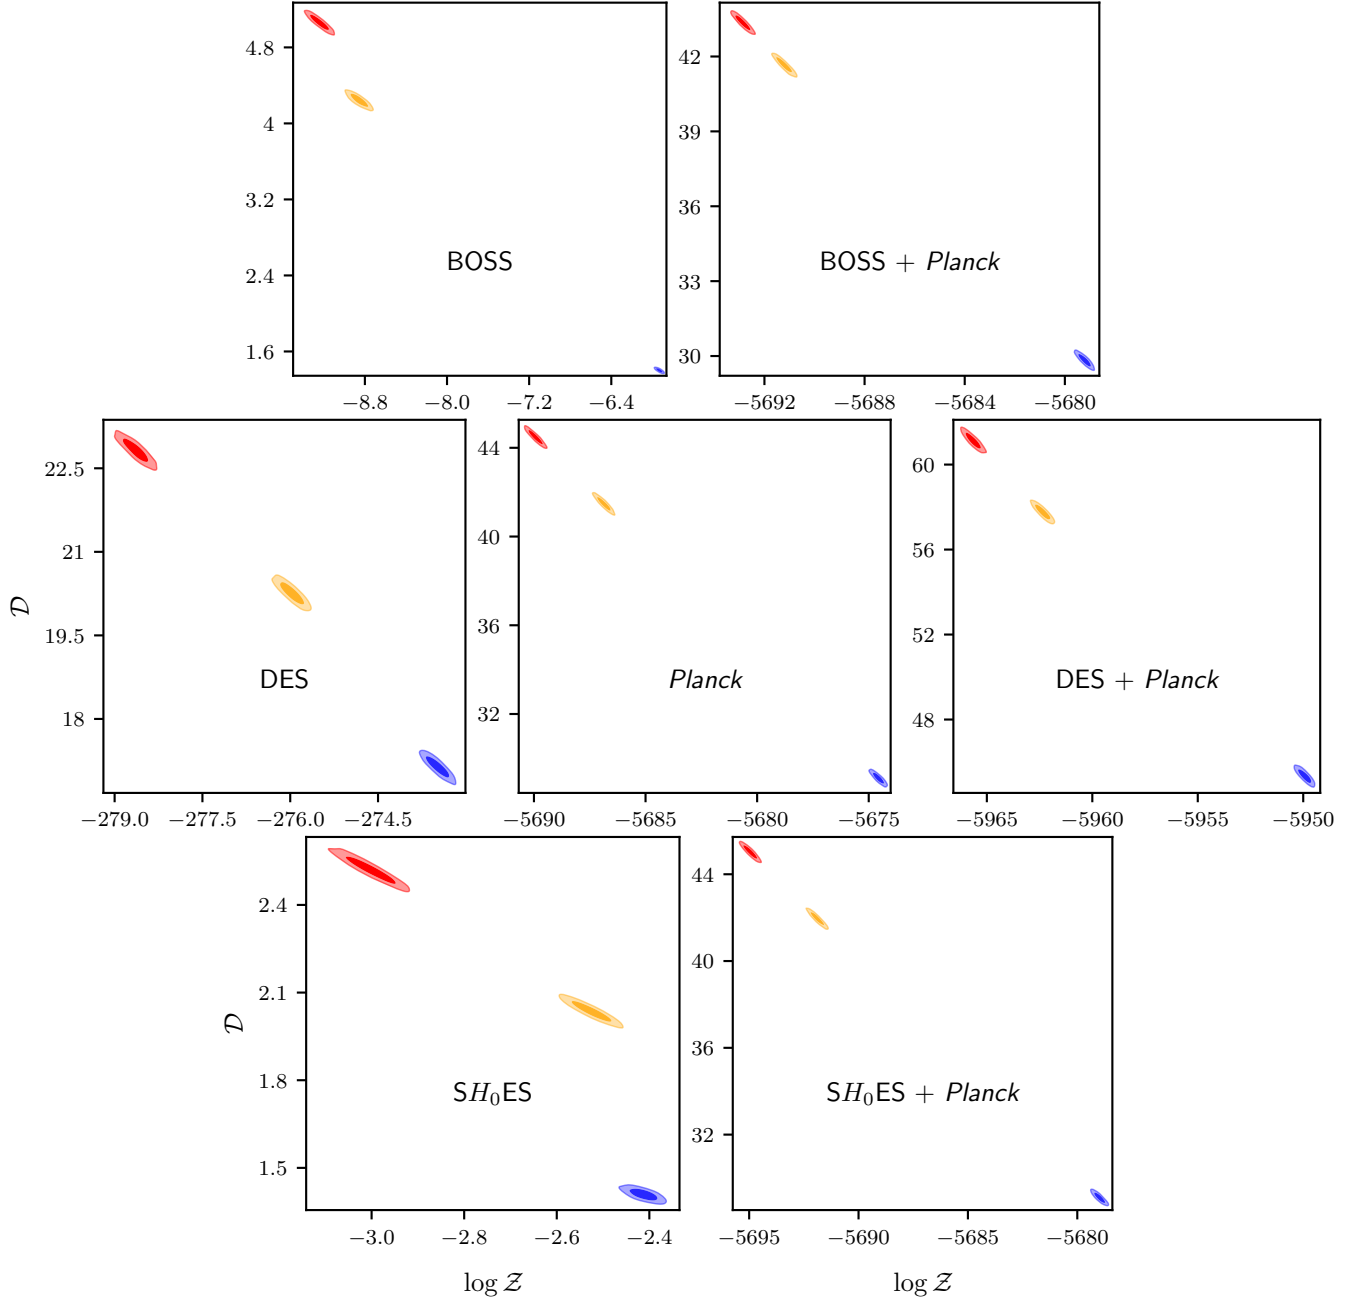 4.8
4
3.2
2.4
1.6
BOSS
−8.8 −8.0 −7.2 −6.4
42
39
36
33
30
BOSS + Planck
−5692 −5688 −5684 −5680
𝒟
22.5
21
19.5
18
DES
−279.0 −277.5 −276.0 −274.5
44
40
36
32
Planck
−5690 −5685 −5680 −5675
60
56
52
48
DES + Planck
−5965 −5960 −5955 −5950
𝒟
2.4
2.1
1.8
1.5
SH₀ES
−3.0 −2.8 −2.6 −2.4
log 𝒵
44
40
36
32
SH₀ES + Planck
−5695 −5690 −5685 −5680
log 𝒵